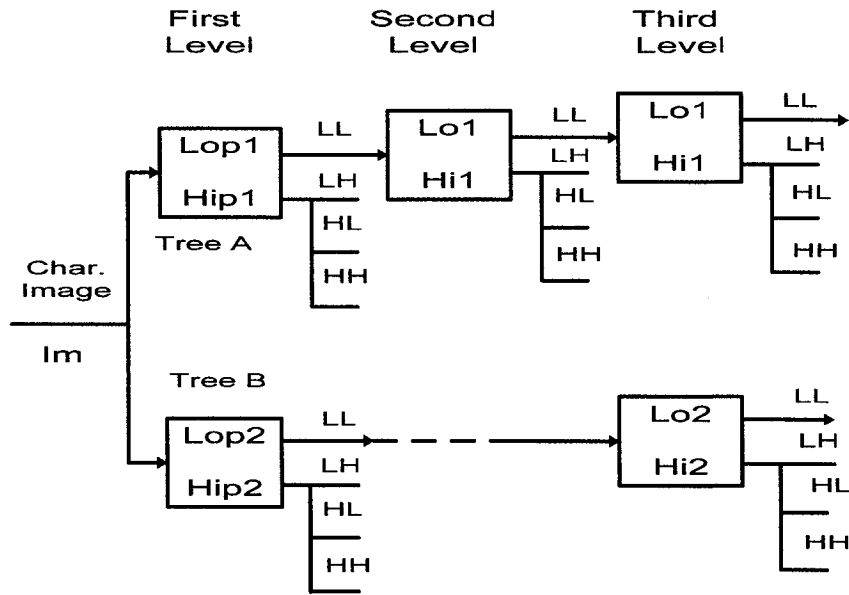 First Level
Second Level
Third Level
LL
Lop1
Hip1
LH
HL
HH
Tree A
LL
Lo1
Hi1
LH
HL
HH
LL
Lo1
Hi1
LH
HL
HH
Char.
Image
Im
Tree B
LL
Lop2
Hip2
LH
HL
HH
LL
Lo2
Hi2
LH
HL
HH